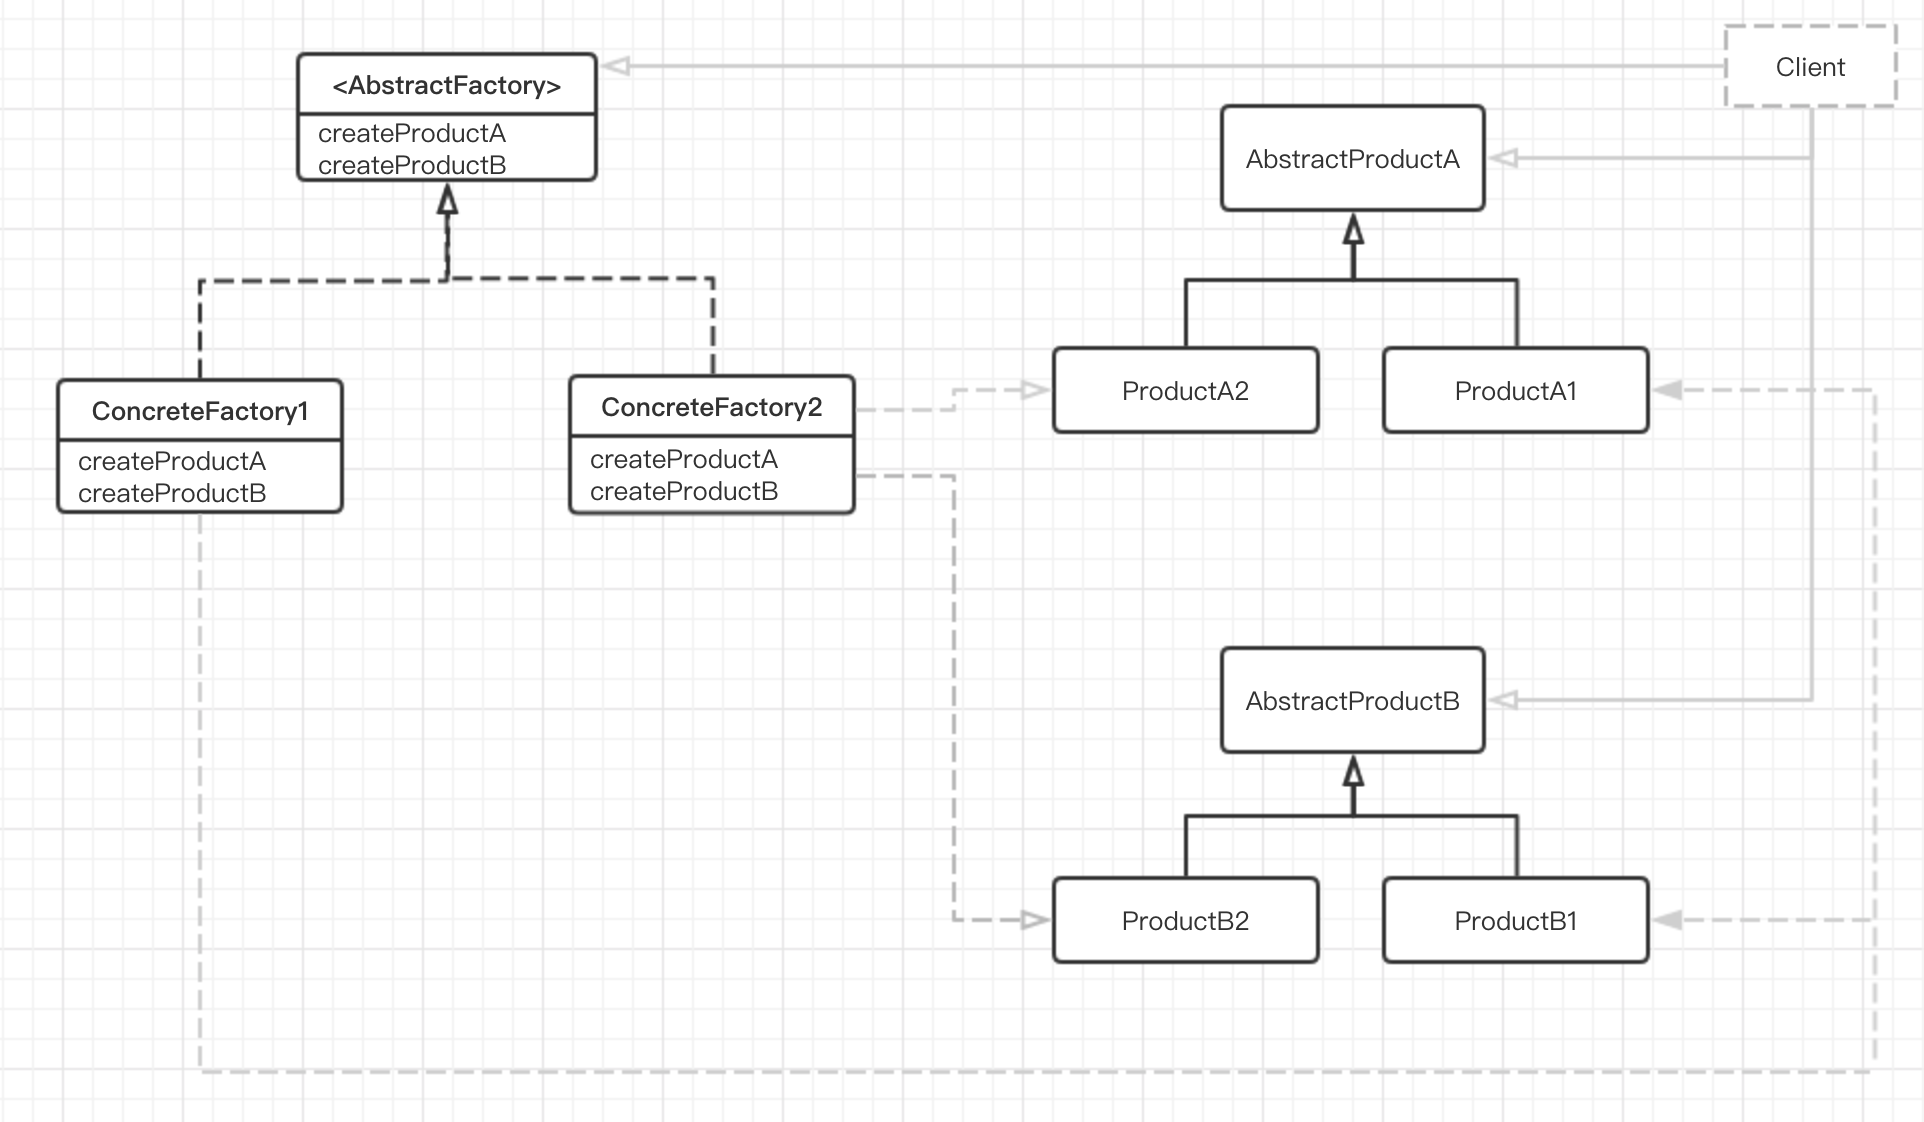 <AbstractFactory>
createProductA
createProductB
Client
AbstractProductA
ConcreteFactory1
createProductA
createProductB
ConcreteFactory2
createProductA
createProductB
ProductA2
ProductA1
AbstractProductB
ProductB2
ProductB1